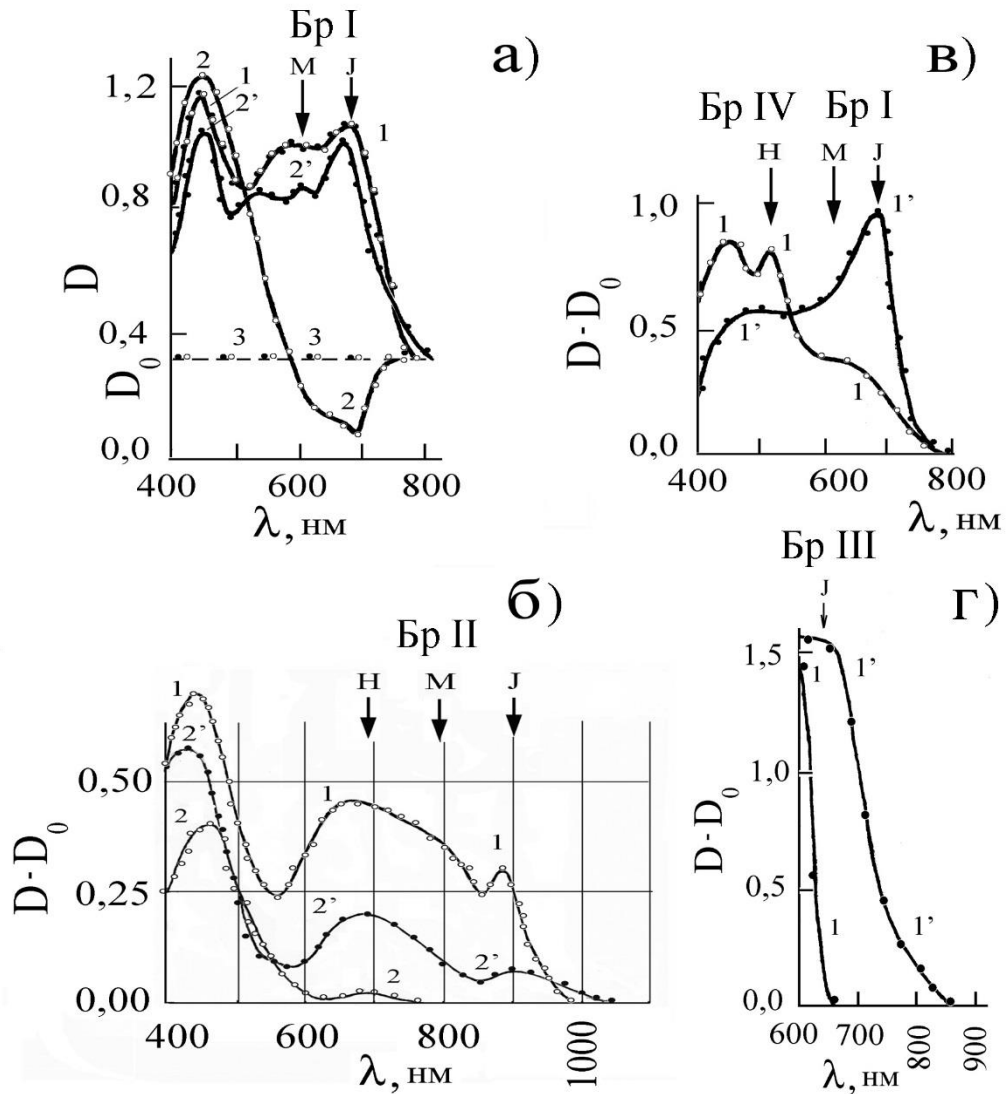 Бр I
а)
M J
2
1
2'
1
2'
3 3
2
D
D₀
1,2
0,8
0,4
0,0
400 600 800
λ, нм
в)
Бр IV Бр I
H M J
1 1 1'
1'
1
D - D₀
1,0
0,5
0,0
400 600 800
λ, нм
б)
Бр II
H M J
1
2'
2
1
1
2'
2'
2
D - D₀
0,50
0,25
0,00
400 600 800 1000
λ, нм
Бр III
г)
J
1
1'
1'
1
D - D₀
1,5
1,0
0,5
0,0
600 700 800 900
λ, нм